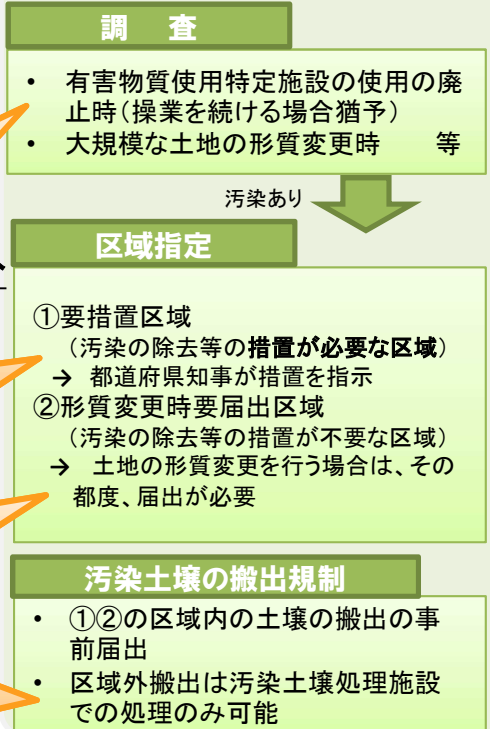 調　査
• 有害物質使用特定施設の使用の廃
止時（操業を続ける場合猶予）
• 大規模な土地の形質変更時　等
汚染あり
区域指定
①要措置区域
（汚染の除去等の措置が必要な区域）
→ 都道府県知事が措置を指示
②形質変更時要届出区域
（汚染の除去等の措置が不要な区域）
→ 土地の形質変更を行う場合は、その
都度、届出が必要
汚染土壌の搬出規制
• ①②の区域内の土壌の搬出の事
前届出
• 区域外搬出は汚染土壌処理施設
での処理のみ可能